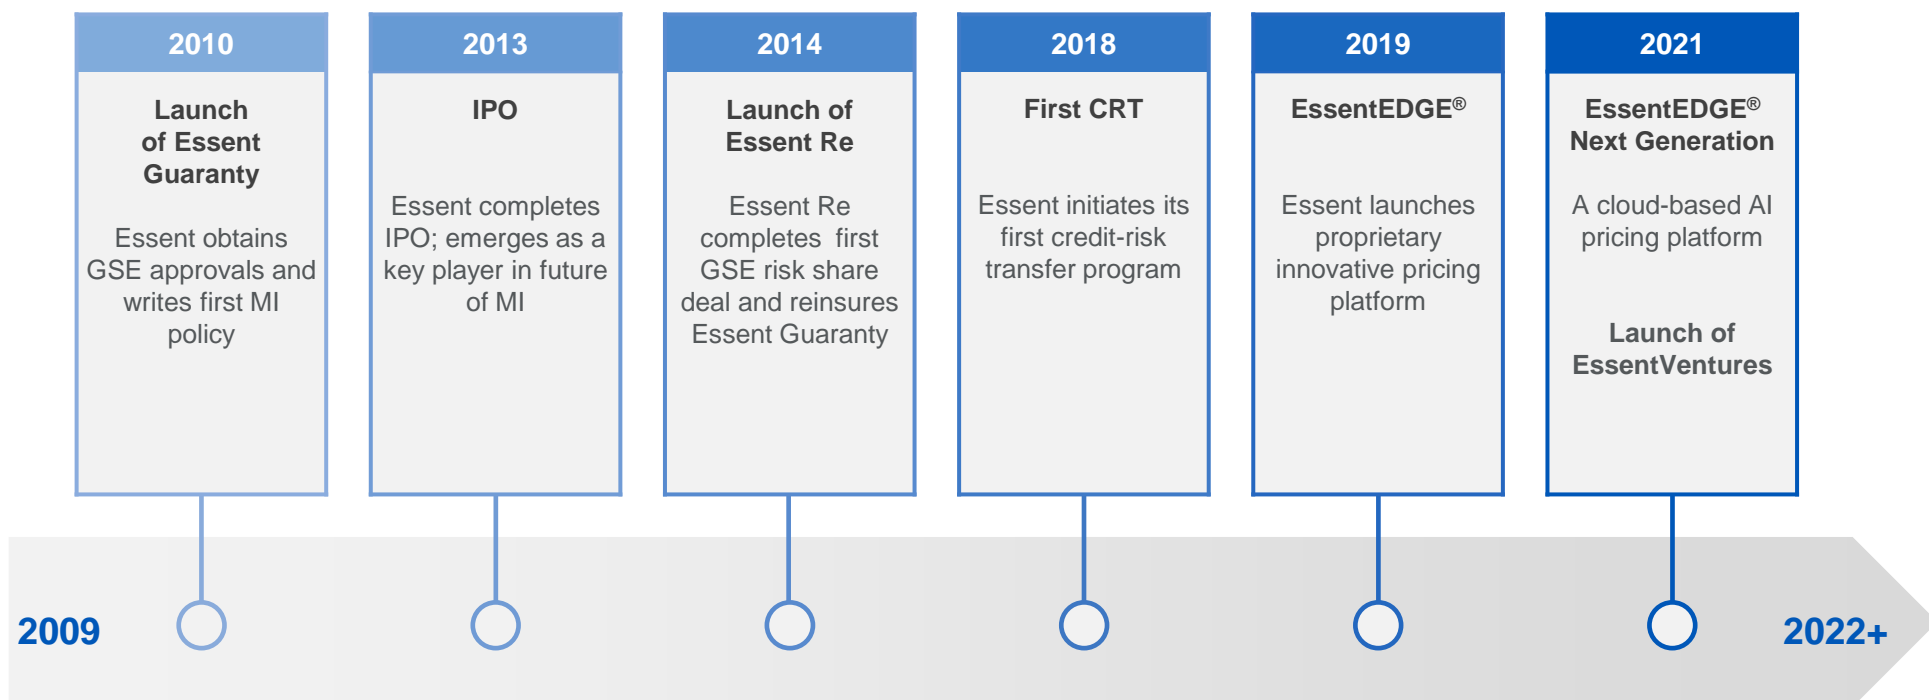 2010
Launch
of Essent
Guaranty
Essent obtains
GSE approvals and
writes first MI
policy
2013
IPO
Essent completes
IPO; emerges as a
key player in future
of MI
2014
Launch of
Essent Re
Essent Re
completes  first
GSE risk share
deal and reinsures
Essent Guaranty
2018
First CRT
Essent initiates its
first credit-risk
transfer program
2019
EssentEDGE®
Essent launches
proprietary
innovative pricing
platform
2021
EssentEDGE®
Next Generation
A cloud-based AI
pricing platform
Launch of
EssentVentures
2009
2022+